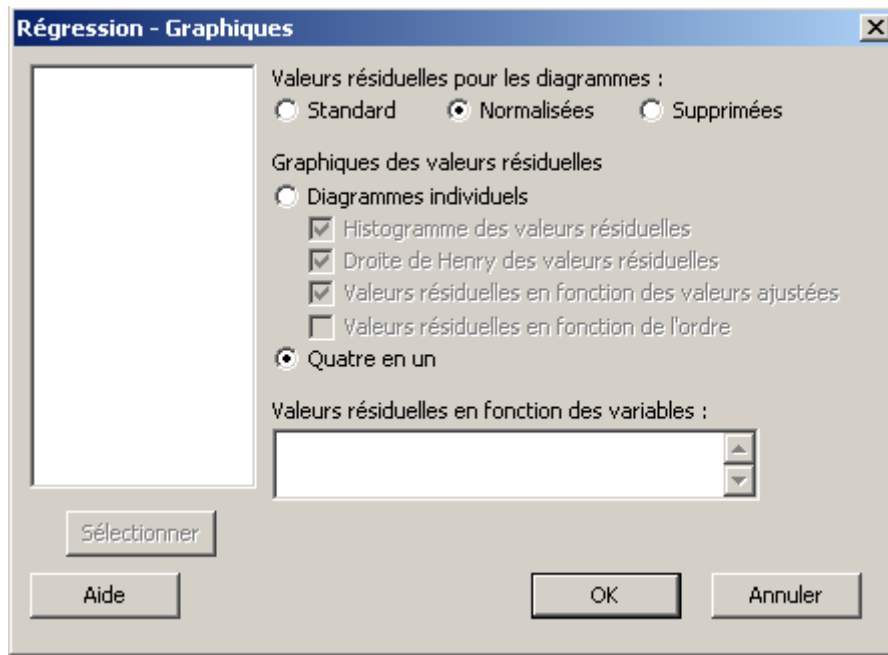 Régression - Graphiques
Valeurs résiduelles pour les diagrammes :
Standard Normalisées Supprimées
Graphiques des valeurs résiduelles
Diagrammes individuels
Histogramme des valeurs résiduelles
Droite de Henry des valeurs résiduelles
Valeurs résiduelles en fonction des valeurs ajustées
Valeurs résiduelles en fonction de l'ordre
Quatre en un
Valeurs résiduelles en fonction des variables :
Sélectionner
Aide OK Annuler